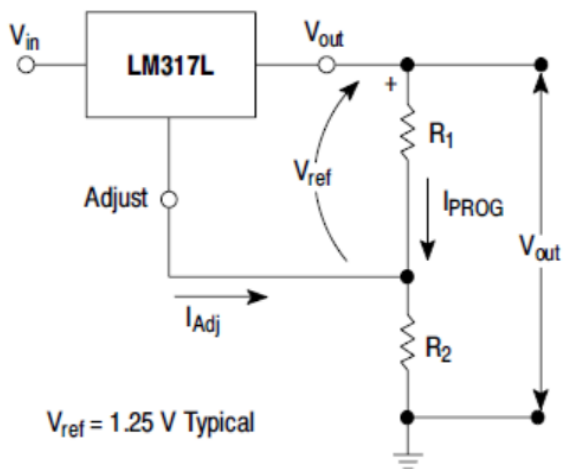 Vin
LM317L
Vout
+
R1
Vref
IPROG
Adjust
Vout
IAdj
R2
Vref = 1.25 V Typical